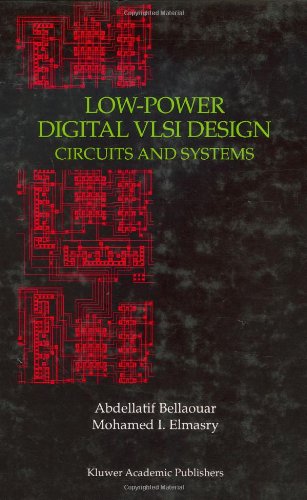 LOW-POWER
DIGITAL VLSI DESIGN
CIRCUITS AND SYSTEMS
Abdellatif Bellaouar
Mohamed I. Elmasry
Kluwer Academic Publishers